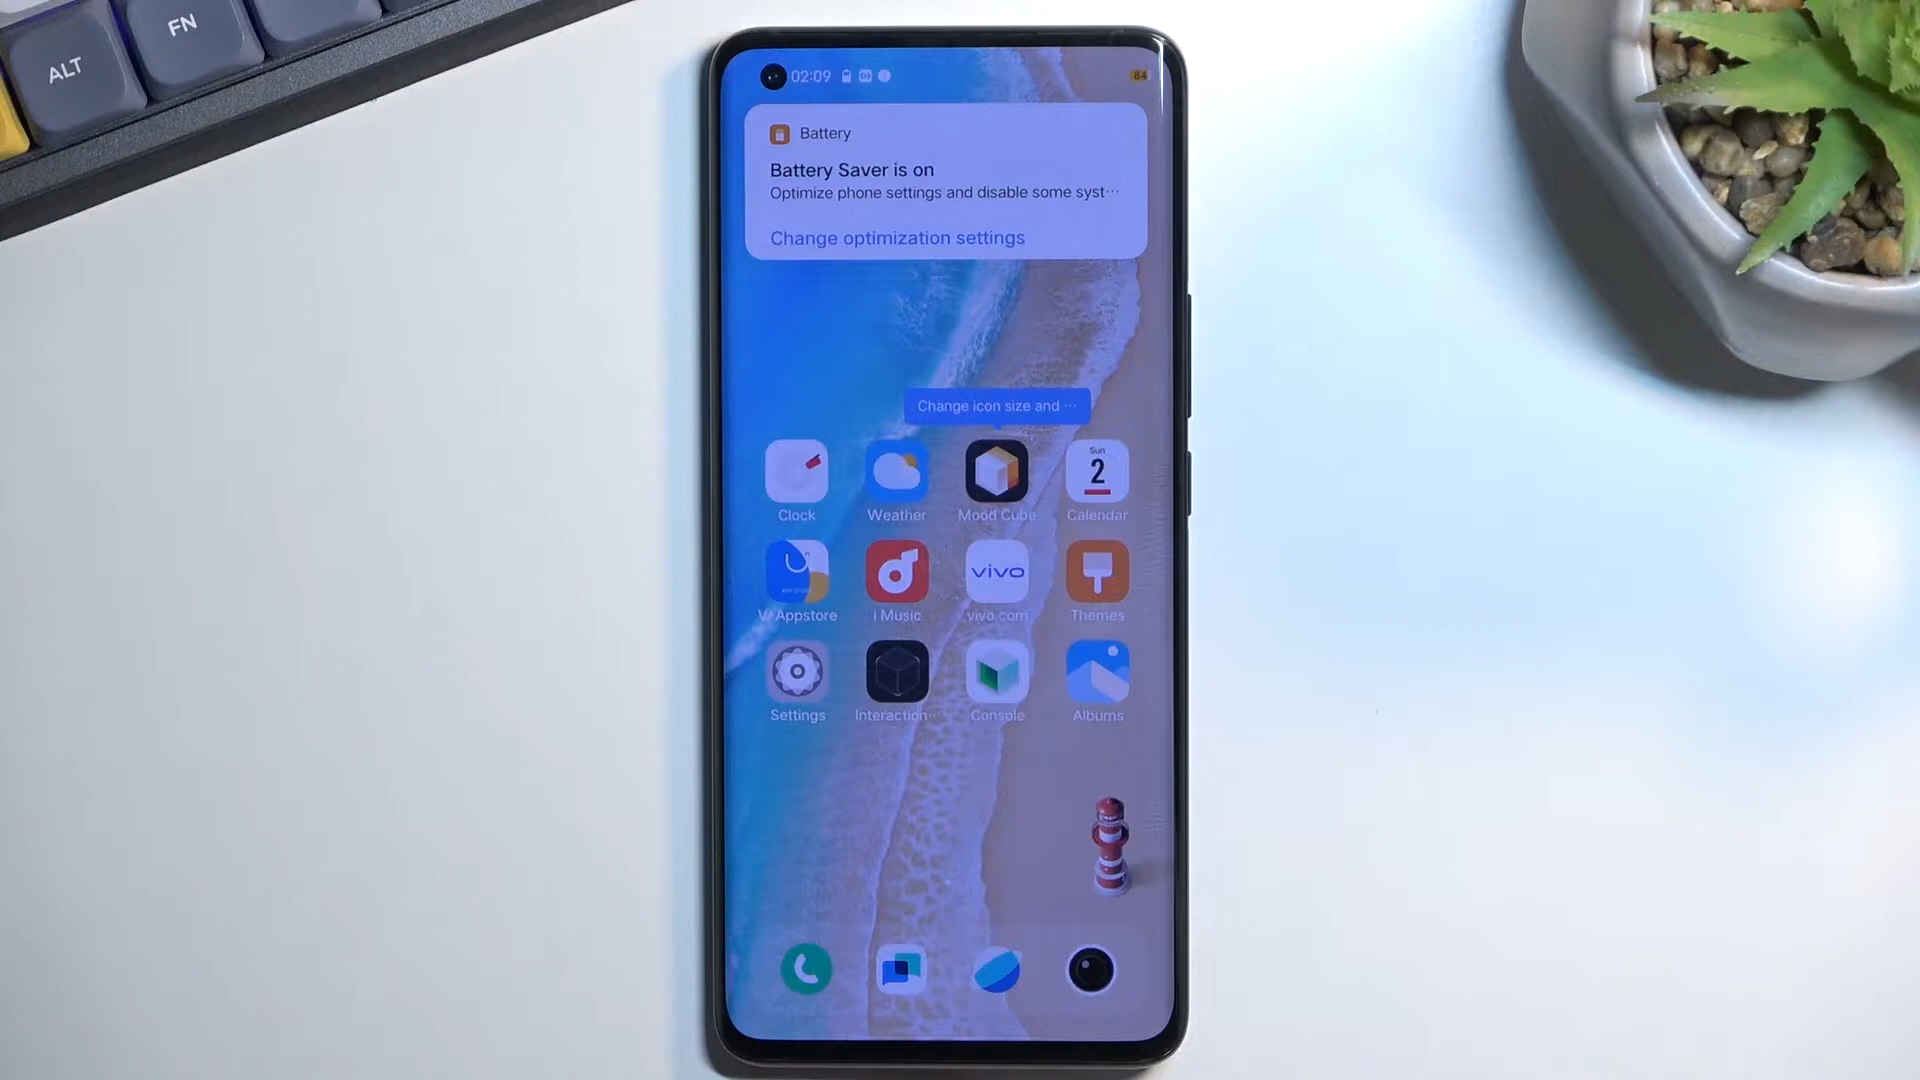 ALT
FN
02:09
84
Battery
Battery Saver is on
Optimize phone settings and disable some syst···
Change optimization settings
Change icon size and ···
Sun
2
Clock
Weather
Mood Cube
Calendar
vivo
V-Appstore
i Music
vivo.com
Themes
Settings
Interaction···
Console
Albums